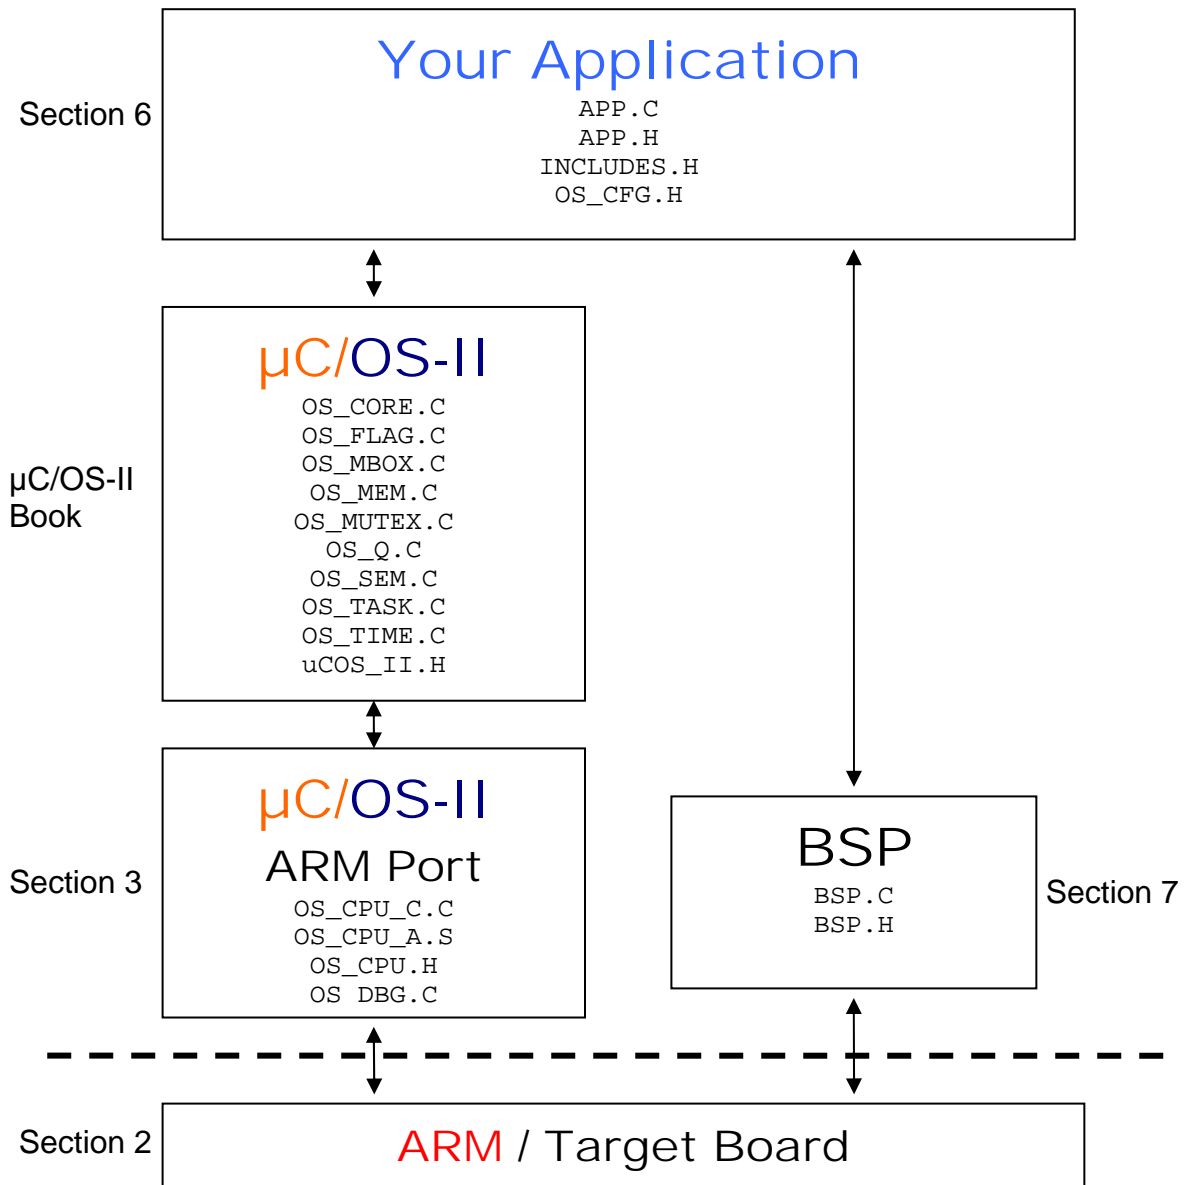 Your Application
Section 6
APP.C
APP.H
INCLUDES.H
OS_CFG.H
µC/OS-II
OS_CORE.C
OS_FLAG.C
OS_MBOX.C
µC/OS-II
Book
OS_MEM.C
OS_MUTEX.C
OS_Q.C
OS_SEM.C
OS_TASK.C
OS_TIME.C
uCOS_II.H
µC/OS-II
ARM Port
Section 3
OS_CPU_C.C
OS_CPU_A.S
OS_CPU.H
OS DBG.C
BSP
BSP.C
BSP.H
Section 7
Section 2
ARM / Target Board